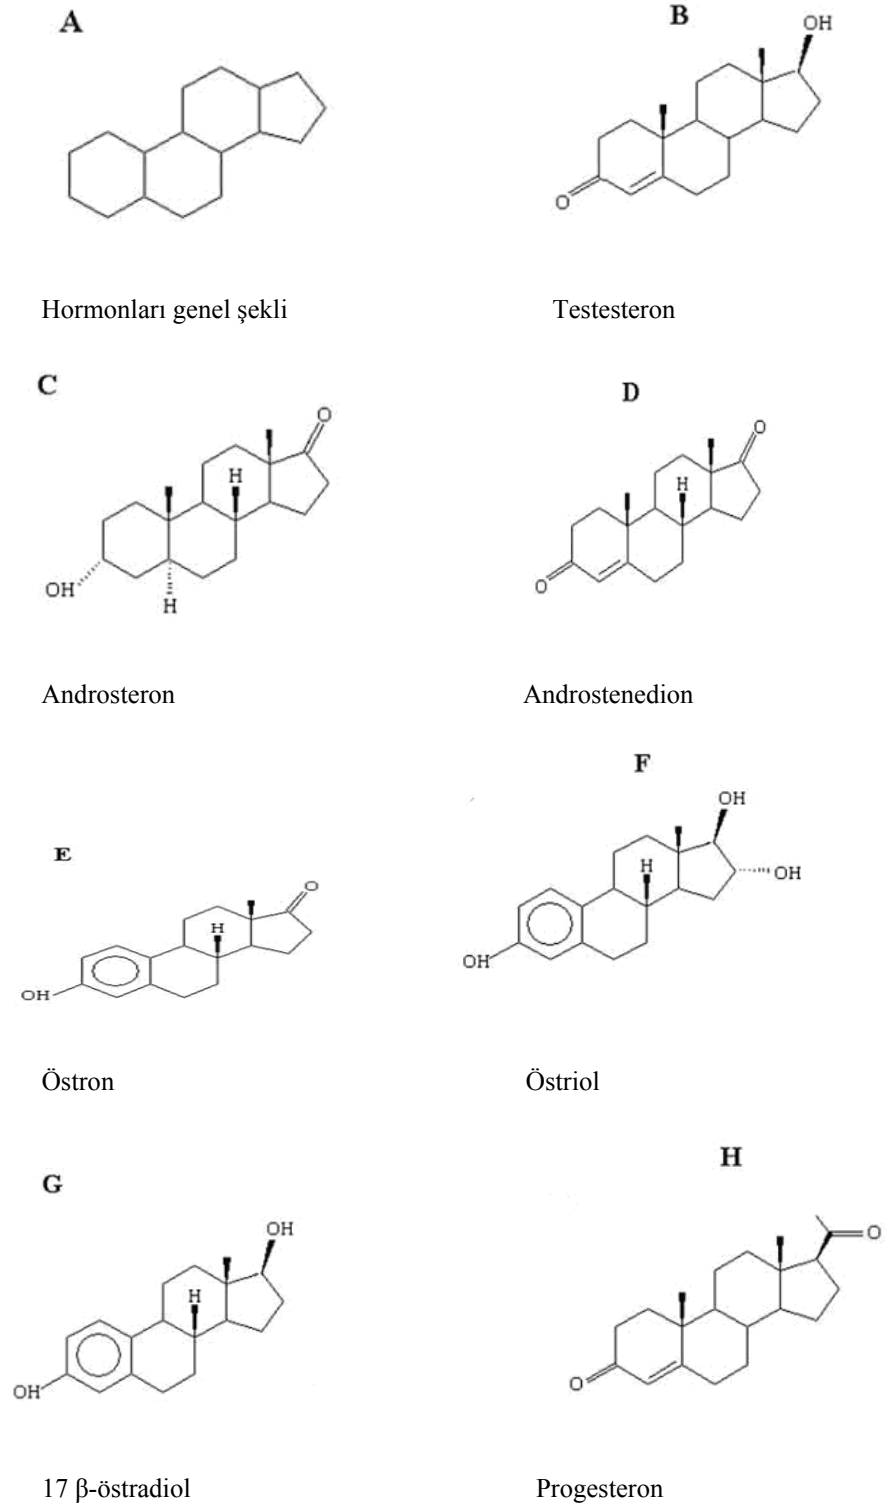 A
B
OH
O
Hormonları genel şekli
Testesteron
C
D
O
H
OH
H
O
H
O
Androsteron
Androstenedion
E
F
O
H
OH
OH
H
OH
OH
Östron
Östriol
G
H
OH
H
OH
O
O
17 β-östradiol
Progesteron